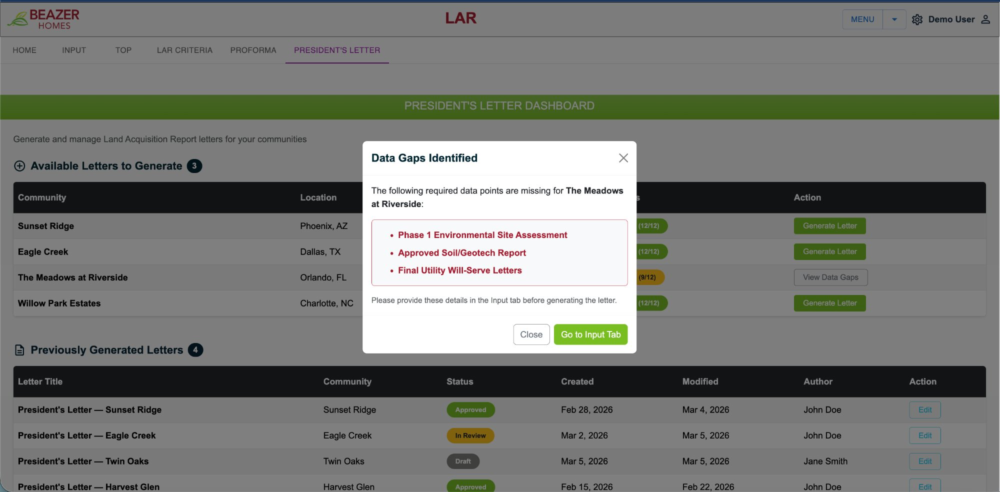 BEAZER
HOMES
LAR
MENU
Demo User
HOME INPUT TOP LAR CRITERIA PROFORMA PRESIDENT'S LETTER
PRESIDENT'S LETTER DASHBOARD
Generate and manage Land Acquisition Report letters for your communities
Available Letters to Generate 3
Community Location Action
Sunset Ridge Phoenix, AZ (12/12) Generate Letter
Eagle Creek Dallas, TX (12/12) Generate Letter
The Meadows at Riverside Orlando, FL (9/12) View Data Gaps
Willow Park Estates Charlotte, NC (12/12) Generate Letter
Data Gaps Identified
The following required data points are missing for The Meadows
at Riverside:
• Phase 1 Environmental Site Assessment
• Approved Soil/Geotech Report
• Final Utility Will-Serve Letters
Please provide these details in the Input tab before generating the letter.
Close Go to Input Tab
Previously Generated Letters 4
Letter Title Community Status Created Modified Author Action
President's Letter — Sunset Ridge Sunset Ridge Approved Feb 28, 2026 Mar 4, 2026 John Doe Edit
President's Letter — Eagle Creek Eagle Creek In Review Mar 2, 2026 Mar 5, 2026 John Doe Edit
President's Letter — Twin Oaks Twin Oaks Draft Mar 5, 2026 Mar 5, 2026 Jane Smith Edit
President's Letter — Harvest Glen Harvest Glen Approved Feb 15, 2026 Feb 22, 2026 John Doe Edit